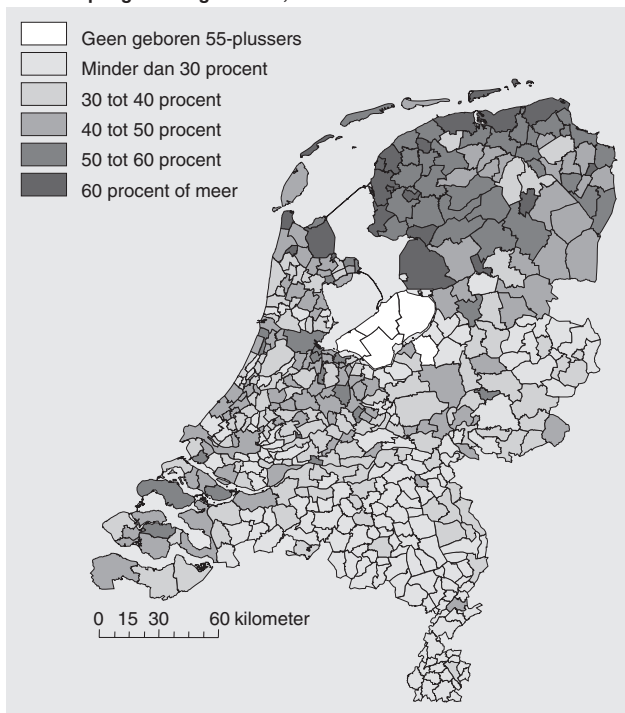 Geen geboren 55-plussers
Minder dan 30 procent
30 tot 40 procent
40 tot 50 procent
50 tot 60 procent
60 procent of meer
0 15 30 60 kilometer